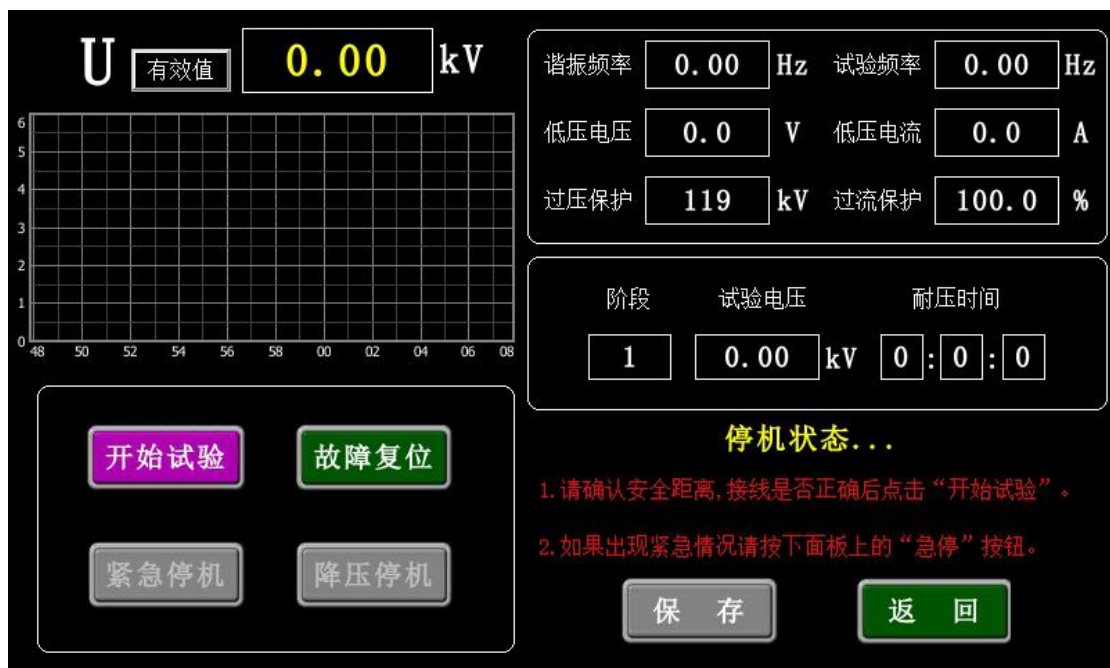 U 有效值 0.00 kV
6
5
4
3
2
1
0
48 50 52 54 56 58 00 02 04 06 08
谐振频率 0.00 Hz 试验频率 0.00 Hz
低压电压 0.0 V 低压电流 0.0 A
过压保护 119 kV 过流保护 100.0 %
阶段 试验电压 耐压时间
1 0.00 kV 0 : 0 : 0
开始试验 故障复位
紧急停机 降压停机
停机状态...
1.请确认安全距离,接线是否正确后点击“开始试验”。
2.如果出现紧急情况请按下面板上的“急停”按钮。
保 存 返 回